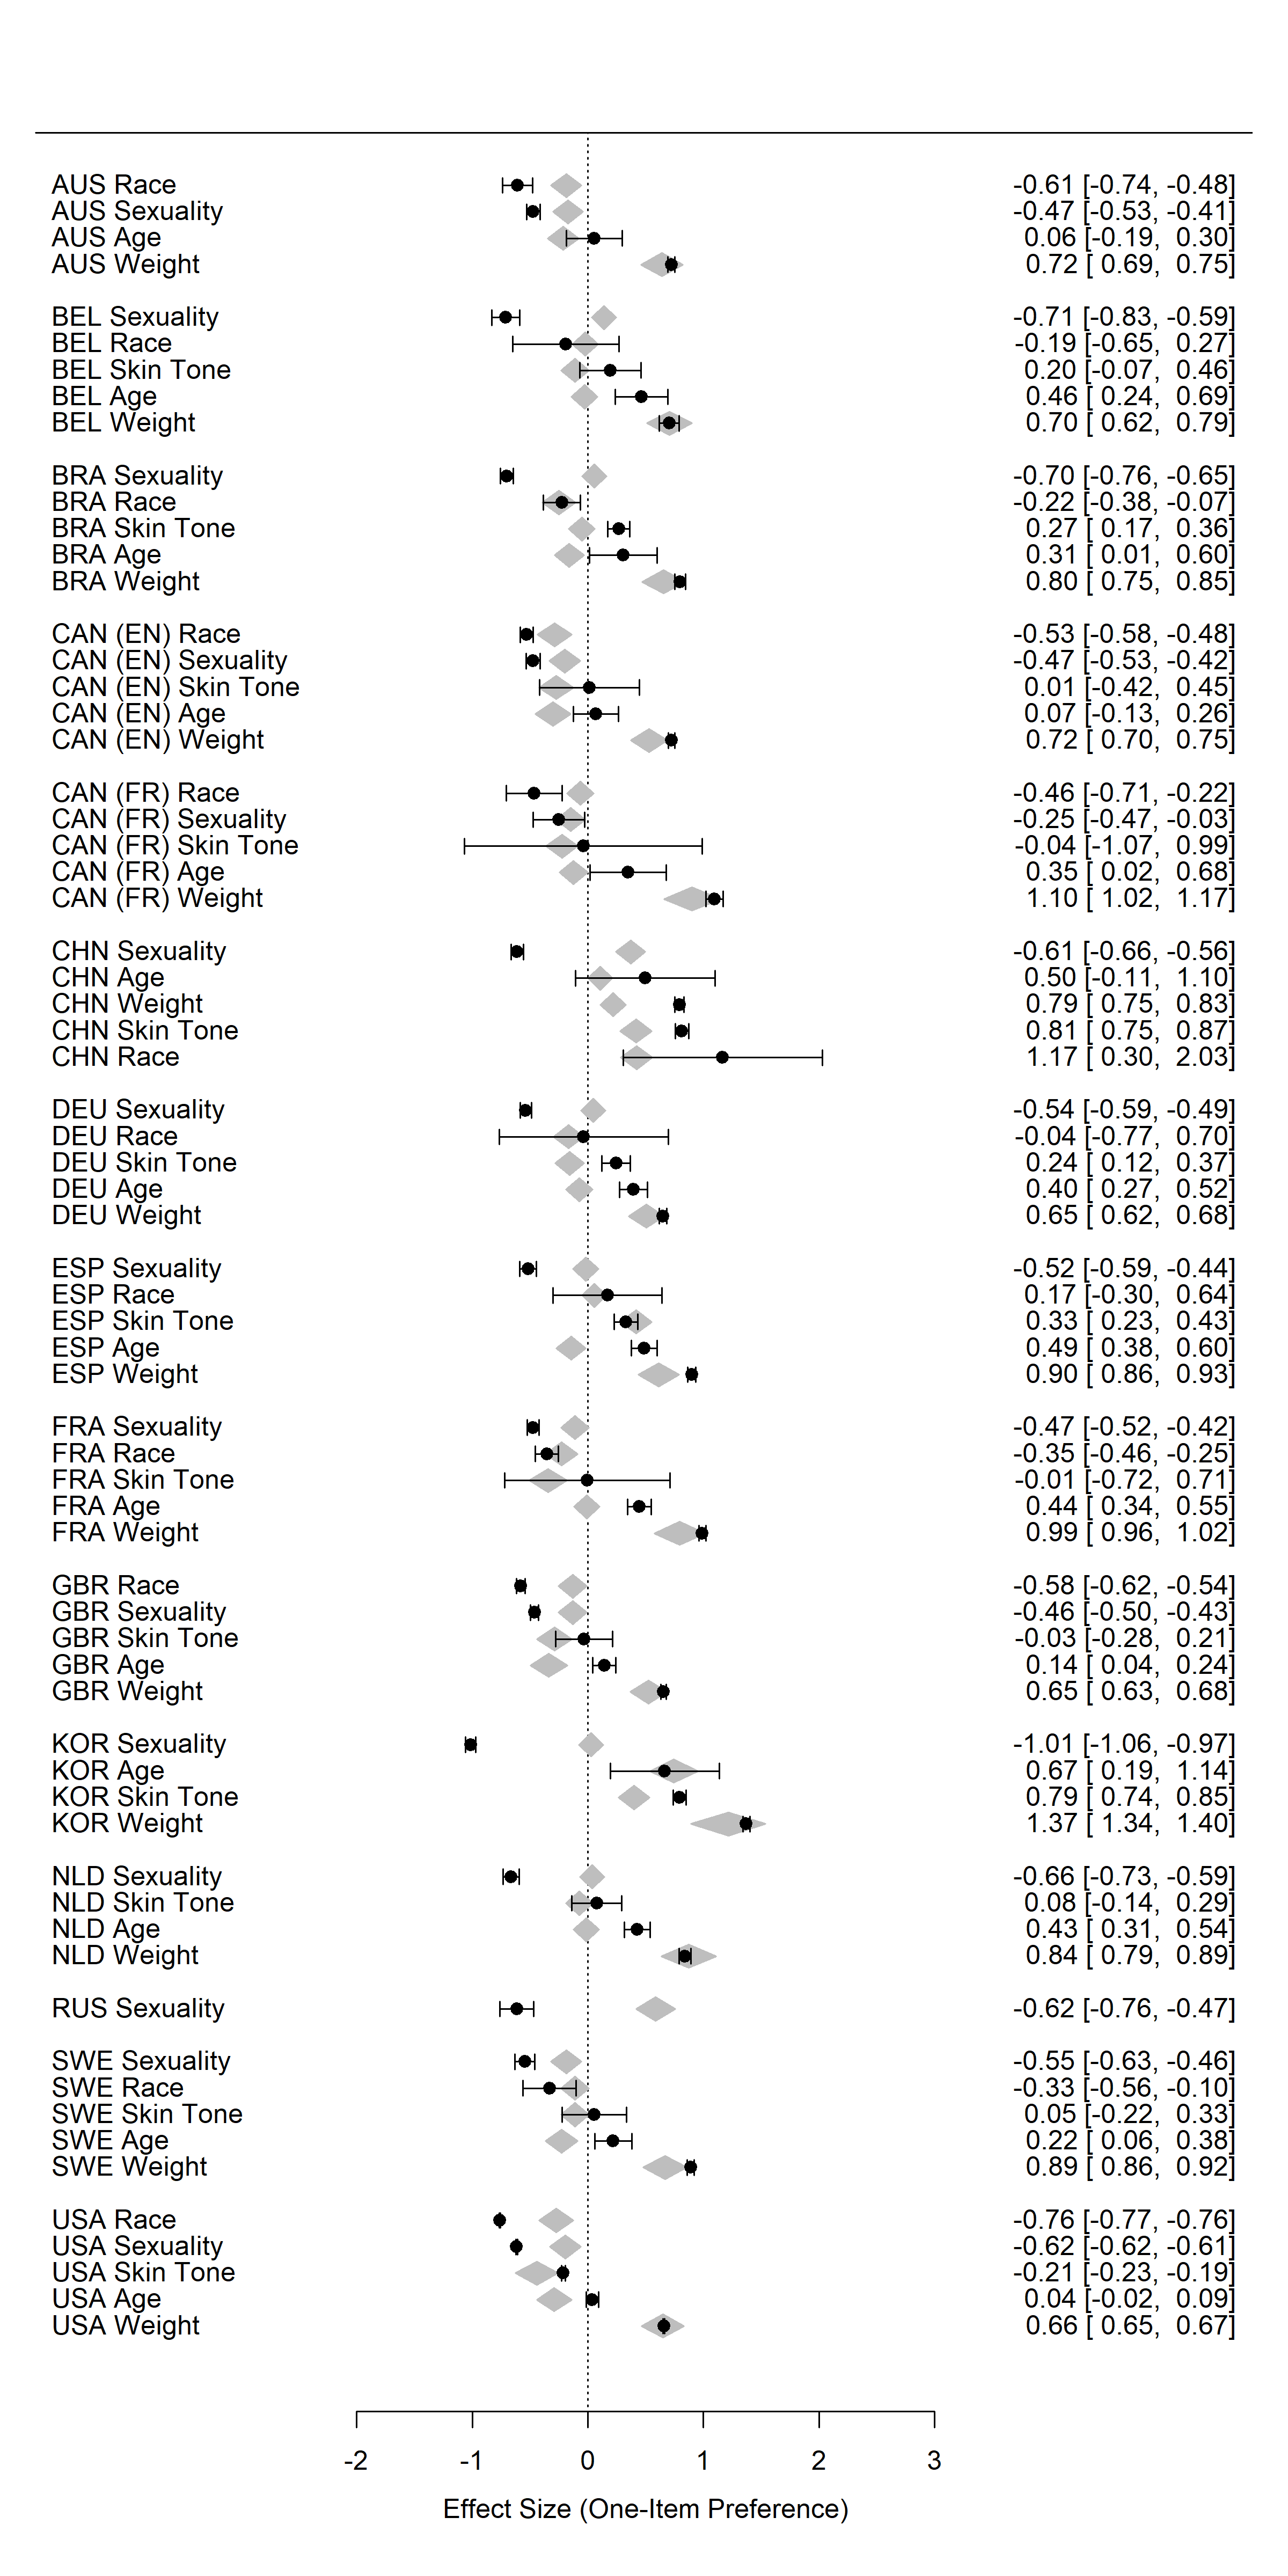 AUS Race -0.61 [-0.74, -0.48]
AUS Sexuality -0.47 [-0.53, -0.41]
AUS Age 0.06 [-0.19, 0.30]
AUS Weight 0.72 [ 0.69, 0.75]
BEL Sexuality -0.71 [-0.83, -0.59]
BEL Race -0.19 [-0.65, 0.27]
BEL Skin Tone 0.20 [-0.07, 0.46]
BEL Age 0.46 [ 0.24, 0.69]
BEL Weight 0.70 [ 0.62, 0.79]
BRA Sexuality -0.70 [-0.76, -0.65]
BRA Race -0.22 [-0.38, -0.07]
BRA Skin Tone 0.27 [ 0.17, 0.36]
BRA Age 0.31 [ 0.01, 0.60]
BRA Weight 0.80 [ 0.75, 0.85]
CAN (EN) Race -0.53 [-0.58, -0.48]
CAN (EN) Sexuality -0.47 [-0.53, -0.42]
CAN (EN) Skin Tone 0.01 [-0.42, 0.45]
CAN (EN) Age 0.07 [-0.13, 0.26]
CAN (EN) Weight 0.72 [ 0.70, 0.75]
CAN (FR) Race -0.46 [-0.71, -0.22]
CAN (FR) Sexuality -0.25 [-0.47, -0.03]
CAN (FR) Skin Tone -0.04 [-1.07, 0.99]
CAN (FR) Age 0.35 [ 0.02, 0.68]
CAN (FR) Weight 1.10 [ 1.02, 1.17]
CHN Sexuality -0.61 [-0.66, -0.56]
CHN Age 0.50 [-0.11, 1.10]
CHN Weight 0.79 [ 0.75, 0.83]
CHN Skin Tone 0.81 [ 0.75, 0.87]
CHN Race 1.17 [ 0.30, 2.03]
DEU Sexuality -0.54 [-0.59, -0.49]
DEU Race -0.04 [-0.77, 0.70]
DEU Skin Tone 0.24 [ 0.12, 0.37]
DEU Age 0.40 [ 0.27, 0.52]
DEU Weight 0.65 [ 0.62, 0.68]
ESP Sexuality -0.52 [-0.59, -0.44]
ESP Race 0.17 [-0.30, 0.64]
ESP Skin Tone 0.33 [ 0.23, 0.43]
ESP Age 0.49 [ 0.38, 0.60]
ESP Weight 0.90 [ 0.86, 0.93]
FRA Sexuality -0.47 [-0.52, -0.42]
FRA Race -0.35 [-0.46, -0.25]
FRA Skin Tone -0.01 [-0.72, 0.71]
FRA Age 0.44 [ 0.34, 0.55]
FRA Weight 0.99 [ 0.96, 1.02]
GBR Race -0.58 [-0.62, -0.54]
GBR Sexuality -0.46 [-0.50, -0.43]
GBR Skin Tone -0.03 [-0.28, 0.21]
GBR Age 0.14 [ 0.04, 0.24]
GBR Weight 0.65 [ 0.63, 0.68]
KOR Sexuality -1.01 [-1.06, -0.97]
KOR Age 0.67 [ 0.19, 1.14]
KOR Skin Tone 0.79 [ 0.74, 0.85]
KOR Weight 1.37 [ 1.34, 1.40]
NLD Sexuality -0.66 [-0.73, -0.59]
NLD Skin Tone 0.08 [-0.14, 0.29]
NLD Age 0.43 [ 0.31, 0.54]
NLD Weight 0.84 [ 0.79, 0.89]
RUS Sexuality -0.62 [-0.76, -0.47]
SWE Sexuality -0.55 [-0.63, -0.46]
SWE Race -0.33 [-0.56, -0.10]
SWE Skin Tone 0.05 [-0.22, 0.33]
SWE Age 0.22 [ 0.06, 0.38]
SWE Weight 0.89 [ 0.86, 0.92]
USA Race -0.76 [-0.77, -0.76]
USA Sexuality -0.62 [-0.62, -0.61]
USA Skin Tone -0.21 [-0.23, -0.19]
USA Age 0.04 [-0.02, 0.09]
USA Weight 0.66 [ 0.65, 0.67]
-2 -1 0 1 2 3
Effect Size (One-Item Preference)